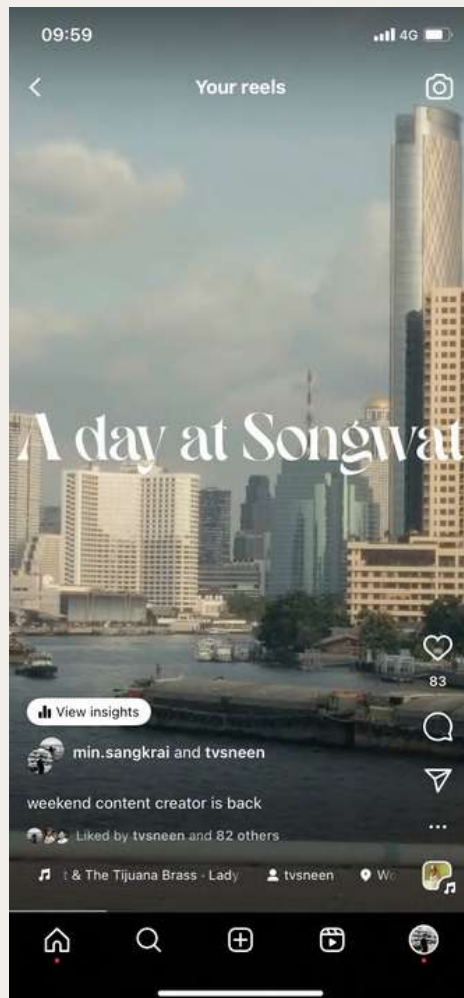 09:59
4G
Your reels
A day at Songwat
83
View insights
min.sangkrai and tvsneen
weekend content creator is back
Liked by tvsneen and 82 others
t & The Tijuana Brass · Lady
tvsneen
Wo